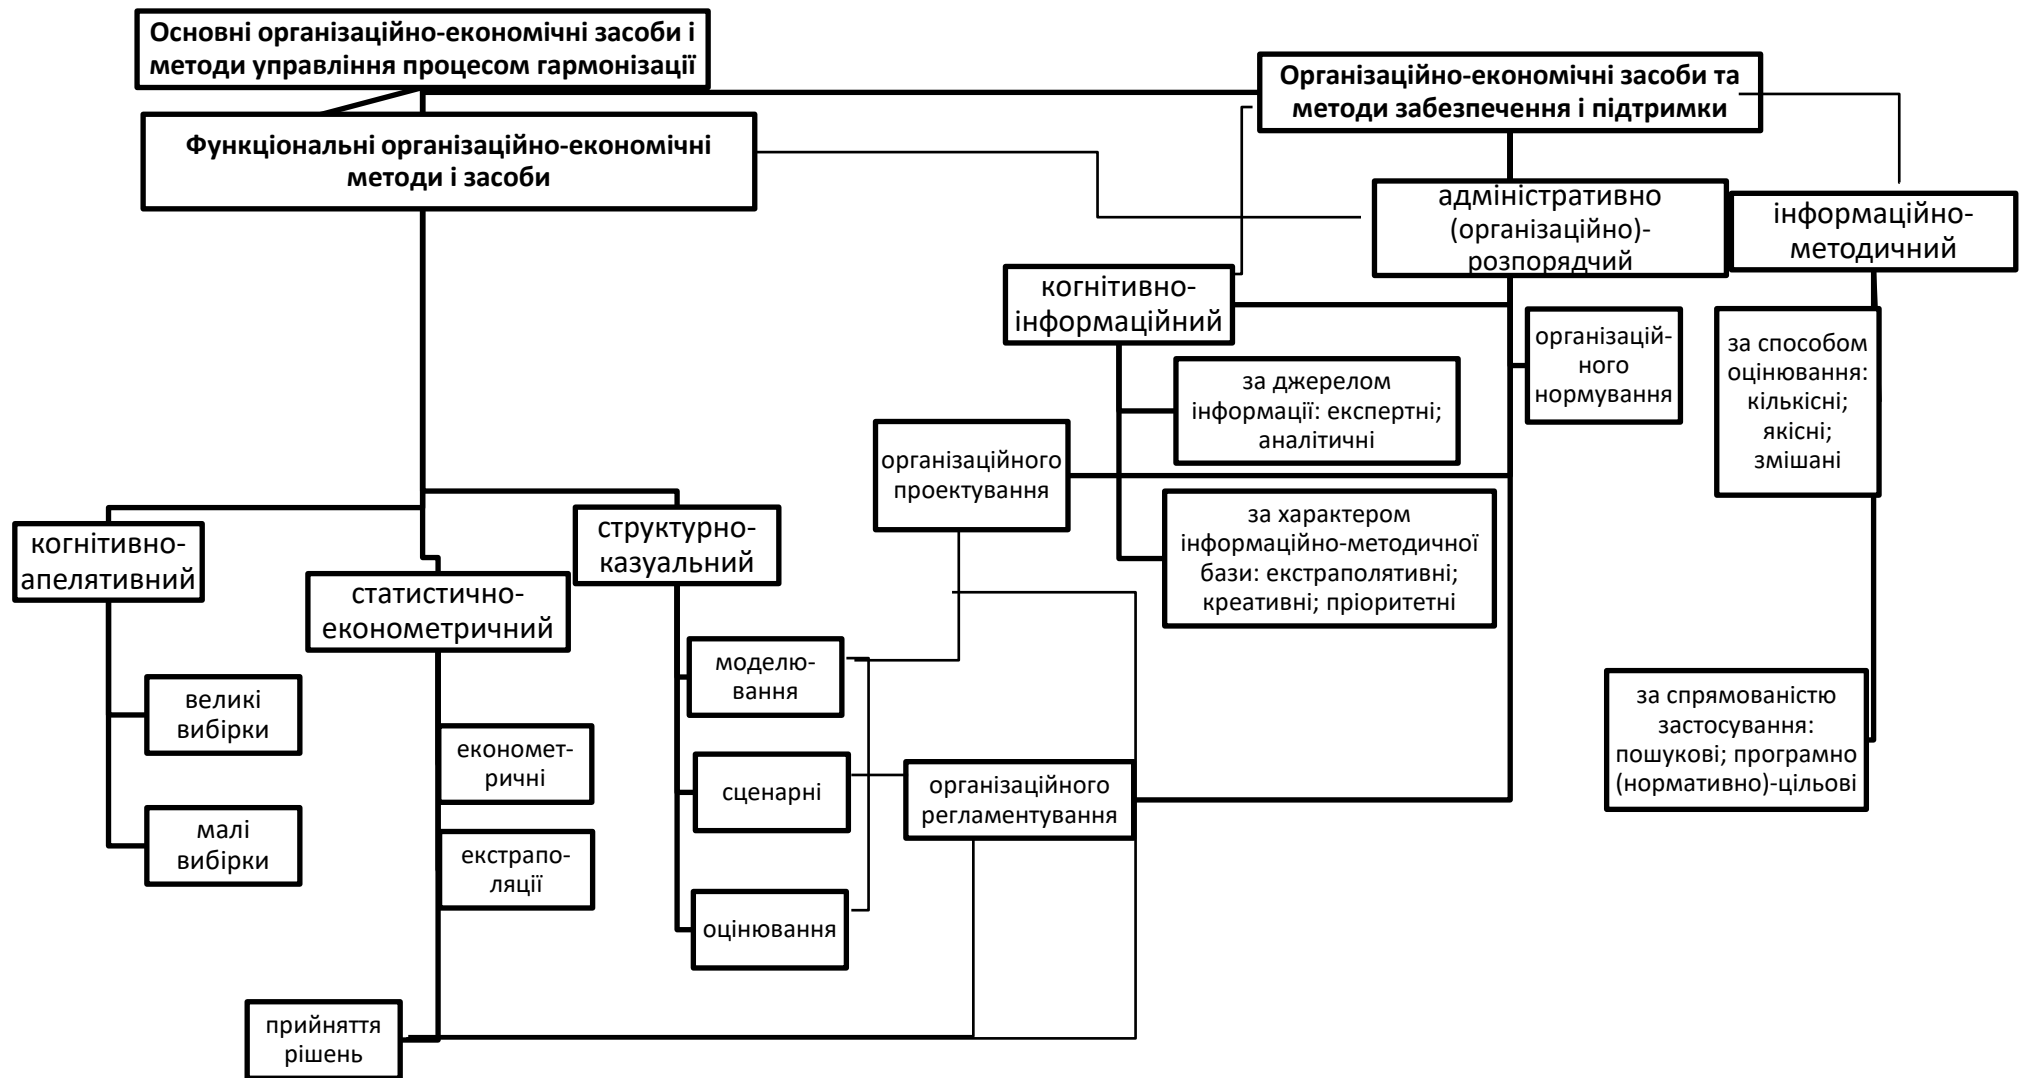 Основні організаційно-економічні засоби і
методи управління процесом гармонізації
Організаційно-економічні засоби та
методи забезпечення і підтримки
Функціональні організаційно-економічні
методи і засоби
адміністративно
(організаційно)-
розпорядчий
інформаційно-
методичний
когнітивно-
інформаційний
організацій-
ного
нормування
за способом
оцінювання:
кількісні;
якісні;
змішані
за джерелом
інформації: експертні;
аналітичні
організаційного
проектування
за характером
інформаційно-методичної
бази: екстраполятивні;
креативні; пріоритетні
когнітивно-
апелятивний
структурно-
казуальний
статистично-
економетричний
моделю-
вання
великі
вибірки
за спрямованістю
застосування:
пошукові; програмно
(нормативно)-цільові
економет-
ричні
сценарні
організаційного
регламентування
малі
вибірки
екстрапо-
ляції
оцінювання
прийняття
рішень